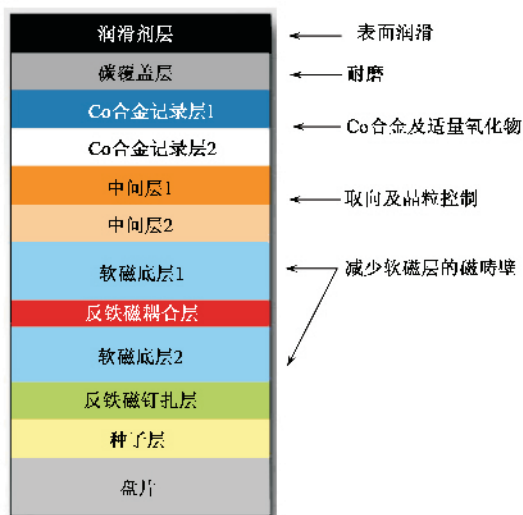 润滑剂层
表面润滑
碳覆盖层
耐磨
Co合金记录层1
Co合金及适量氧化物
Co合金记录层2
中间层1
取向及晶粒控制
中间层2
软磁底层1
减少软磁层的磁畴壁
反铁磁耦合层
软磁底层2
反铁磁钉扎层
种子层
盘片